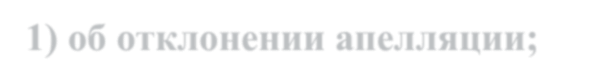 1) об отклонении апелляции;